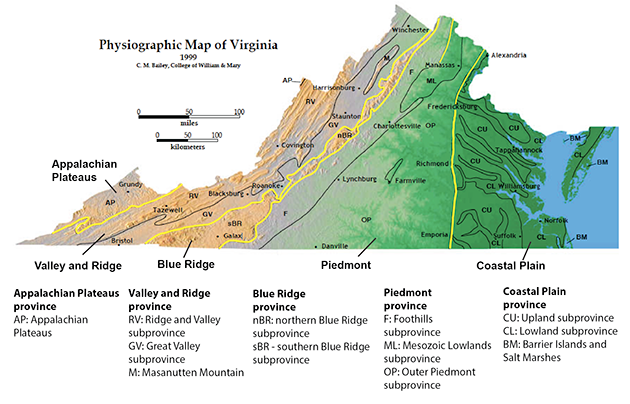 Physiographic Map of Virginia
1999
C. M. Bailey, College of William & Mary
0 50 100
miles
0 50 100
kilometers
Winchester
Alexandria
AP
M
F
Manassas
ML
RV
Harrisonburg
Fredericksburg
Staunton
GV
nBR
Charlottesville
OP
CU
CU
BM
Tappahannock
CL
CL
BM
Covington
Appalachian
Plateaus
Richmond
CL
Williamsburg
Grundy
AP
RV
Blacksburg
Roanoke
Lynchburg
Farmville
Tazewell
GV
sBR
F
OP
CU
Norfolk
Bristol
Galax
Danville
Emporia
CU
Suffolk
CL
CL
BM
Valley and Ridge
Blue Ridge
Piedmont
Coastal Plain
Appalachian Plateaus
province
AP: Appalachian
Plateaus
Valley and Ridge
province
RV: Ridge and Valley
subprovince
GV: Great Valley
subprovince
M: Masanutten Mountain
Blue Ridge
province
nBR: northern Blue Ridge
subprovince
sBR - southern Blue Ridge
subprovince
Piedmont
province
F: Foothills
subprovince
ML: Mesozoic Lowlands
subprovince
OP: Outer Piedmont
subprovince
Coastal Plain
province
CU: Upland subprovince
CL: Lowland subprovince
BM: Barrier Islands and
Salt Marshes